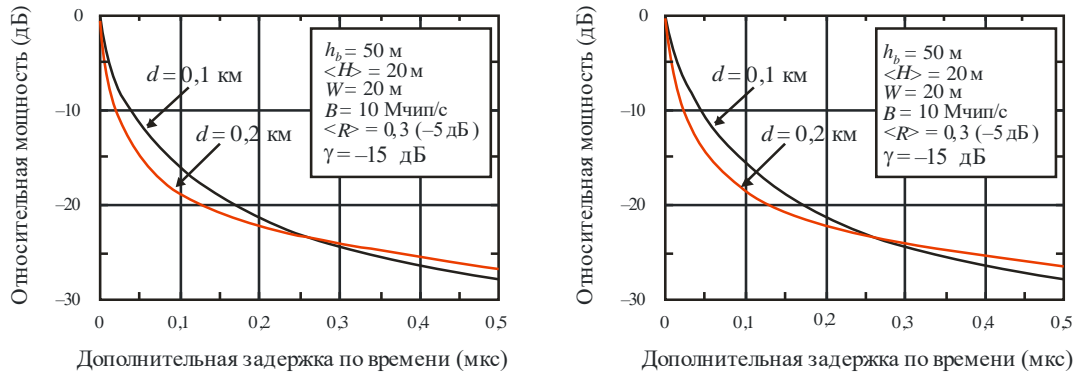 Относительная мощность (дБ)
0
–10
–20
–30
d = 0,1 км
d = 0,2 км
h_b = 50 м
<H> = 20 м
W = 20 м
B = 10 Мчип/с
<R> = 0,3 (–5 дБ)
γ = –15 дБ
0 0,1 0,2 0,3 0,4 0,5
Дополнительная задержка по времени (мкс)
Относительная мощность (дБ)
0
–10
–20
–30
d = 0,1 км
d = 0,2 км
h_b = 50 м
<H> = 20 м
W = 20 м
B = 10 Мчип/с
<R> = 0,3 (–5 дБ)
γ = –15 дБ
0 0,1 0,2 0,3 0,4 0,5
Дополнительная задержка по времени (мкс)